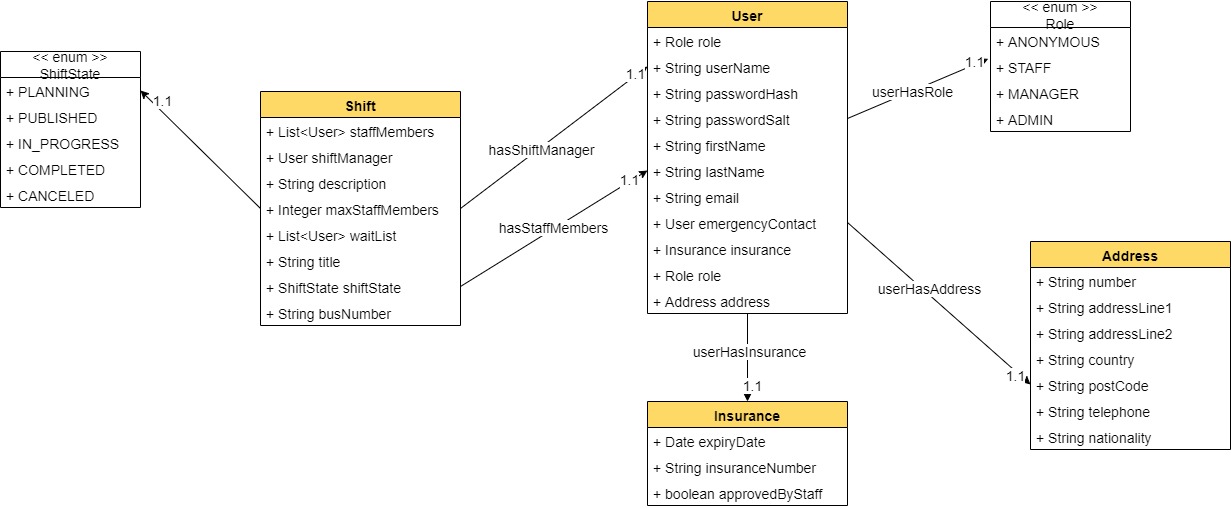 << enum >>
ShiftState
+ PLANNING
+ PUBLISHED
+ IN_PROGRESS
+ COMPLETED
+ CANCELED
1.1
Shift
+ List<User> staffMembers
+ User shiftManager
+ String description
+ Integer maxStaffMembers
+ List<User> waitList
+ String title
+ ShiftState shiftState
+ String busNumber
hasShiftManager
1.1
hasStaffMembers
1.1
User
+ Role role
+ String userName
+ String passwordHash
+ String passwordSalt
+ String firstName
+ String lastName
+ String email
+ User emergencyContact
+ Insurance insurance
+ Role role
+ Address address
userHasRole
1.1
<< enum >>
Role
+ ANONYMOUS
+ STAFF
+ MANAGER
+ ADMIN
userHasAddress
1.1
Address
+ String number
+ String addressLine1
+ String addressLine2
+ String country
+ String postCode
+ String telephone
+ String nationality
userHasInsurance
1.1
Insurance
+ Date expiryDate
+ String insuranceNumber
+ boolean approvedByStaff